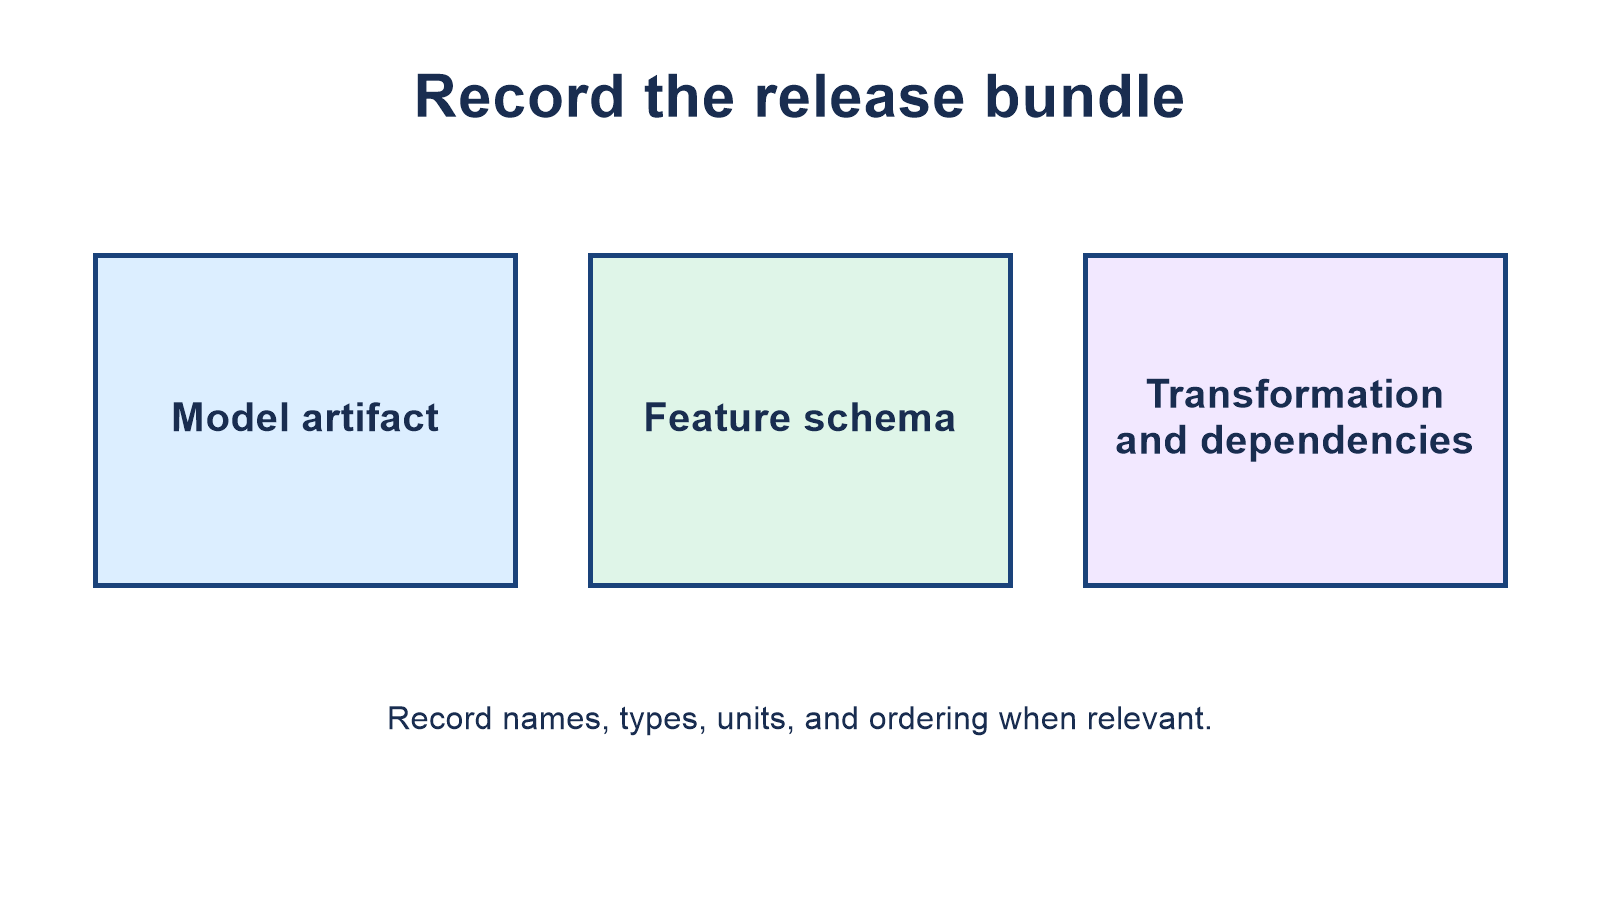 Record the release bundle
Model artifact
Feature schema
Transformation
and dependencies
Record names, types, units, and ordering when relevant.